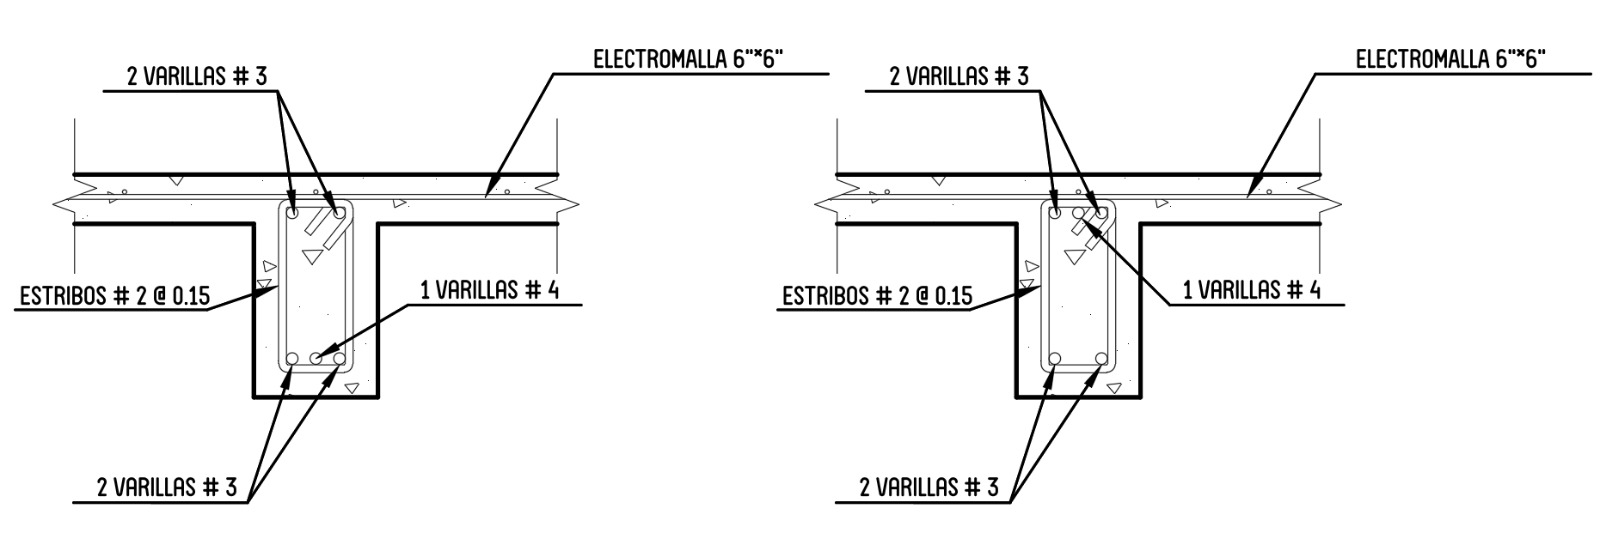 2 VARILLAS # 3
ELECTROMALLA 6"×6"
ESTRIBOS # 2 @ 0.15
1 VARILLAS # 4
2 VARILLAS # 3
2 VARILLAS # 3
ELECTROMALLA 6"×6"
ESTRIBOS # 2 @ 0.15
1 VARILLAS # 4
2 VARILLAS # 3